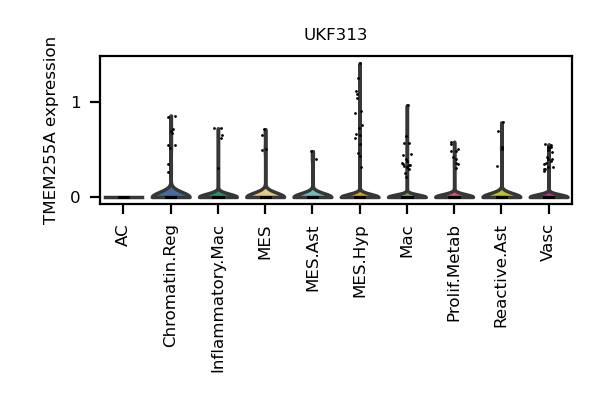 UKF313
TMEM255A expression
1
0
AC
Chromatin.Reg
Inflammatory.Mac
MES
MES.Ast
MES.Hyp
Mac
Prolif.Metab
Reactive.Ast
Vasc